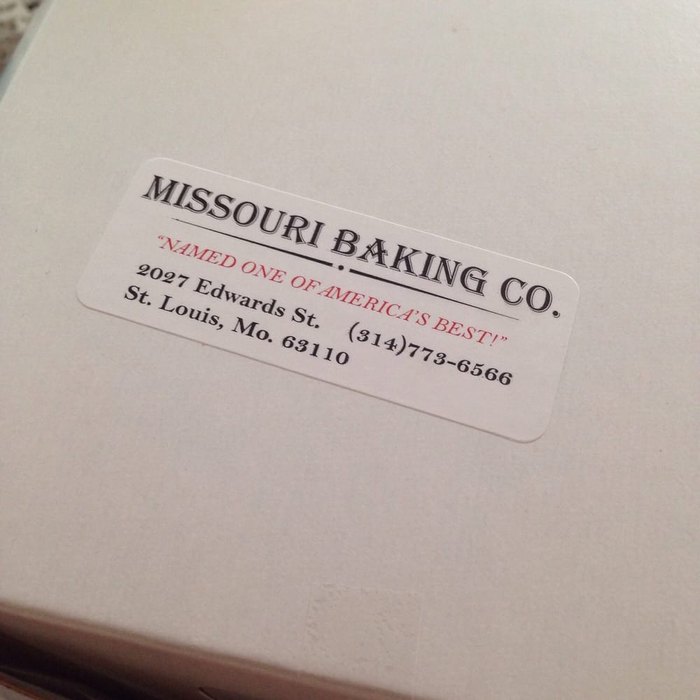 MISSOURI BAKING CO.
"NAMED ONE OF AMERICA'S BEST!"
2027 Edwards St. (314)773-6566
St. Louis, Mo. 63110